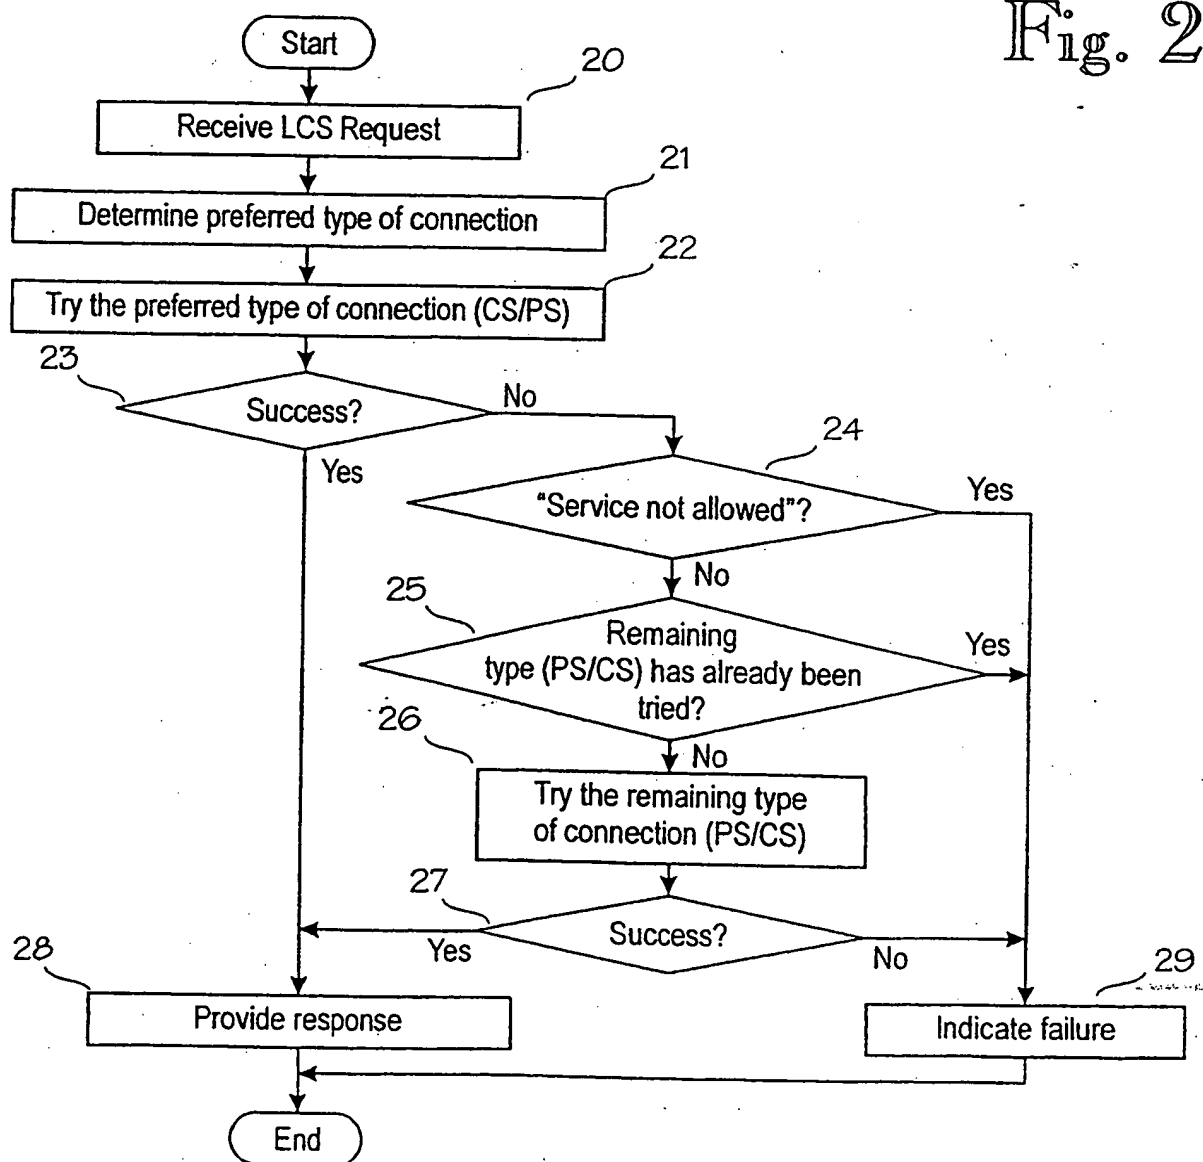 Fig. 2
Start
20
Receive LCS Request
21
Determine preferred type of connection
22
Try the preferred type of connection (CS/PS)
23
Success?
No
Yes
24
“Service not allowed”?
Yes
No
25
Remaining
type (PS/CS) has already been
tried?
Yes
No
26
Try the remaining type
of connection (PS/CS)
27
Success?
Yes
No
28
Provide response
29
Indicate failure
End